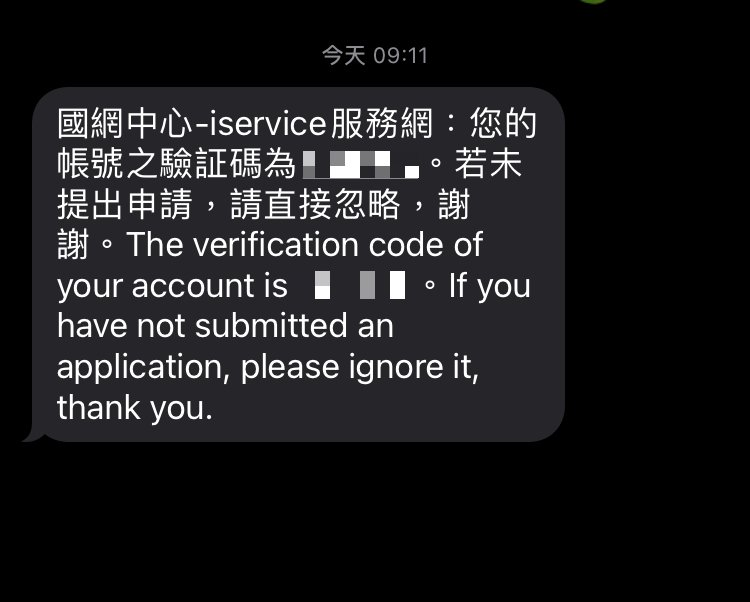 今天 09:11
國網中心-iservice服務網：您的
帳號之驗証碼為。若未
提出申請，請直接忽略，謝
謝。The verification code of
your account is 。If you
have not submitted an
application, please ignore it,
thank you.